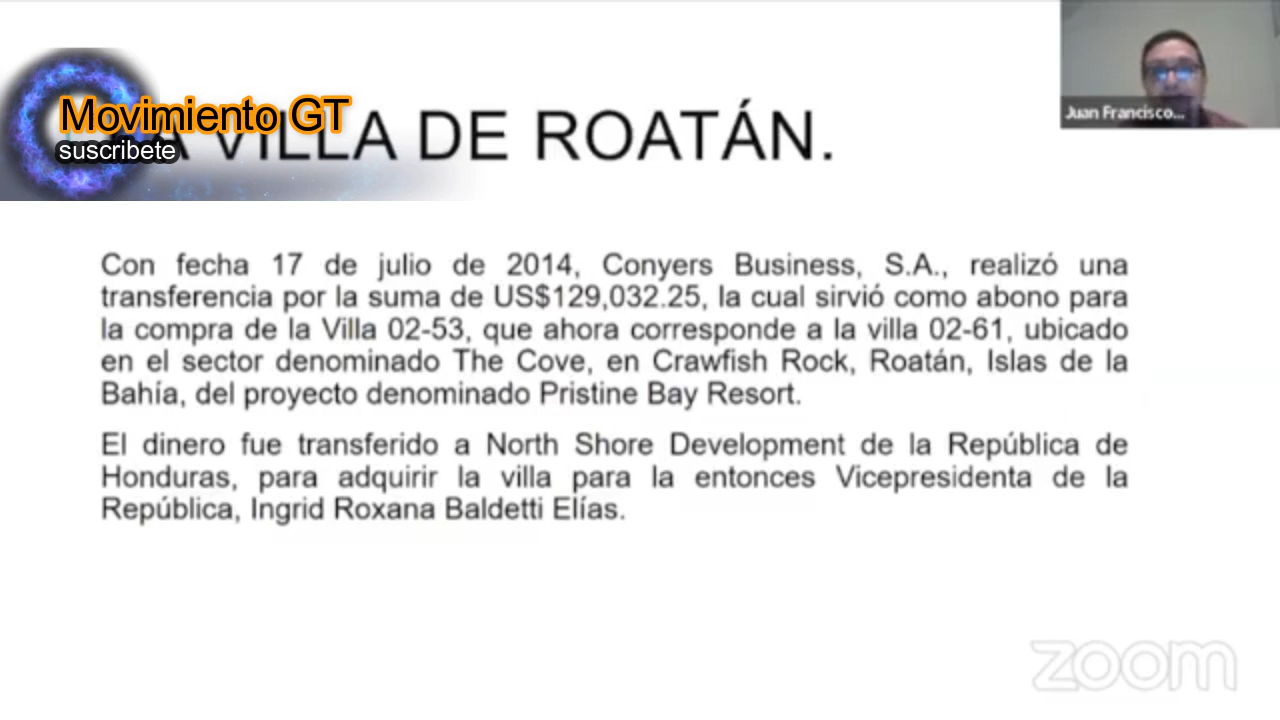 Juan Francisco...
Movimiento GT
suscribete
A VILLA DE ROATÁN.
Con fecha 17 de julio de 2014, Conyers Business, S.A., realizó una
transferencia por la suma de US$129,032.25, la cual sirvió como abono para
la compra de la Villa 02-53, que ahora corresponde a la villa 02-61, ubicado
en el sector denominado The Cove, en Crawfish Rock, Roatán, Islas de la
Bahía, del proyecto denominado Pristine Bay Resort.
El dinero fue transferido a North Shore Development de la República de
Honduras, para adquirir la villa para la entonces Vicepresidenta de la
República, Ingrid Roxana Baldetti Elías.
zoom